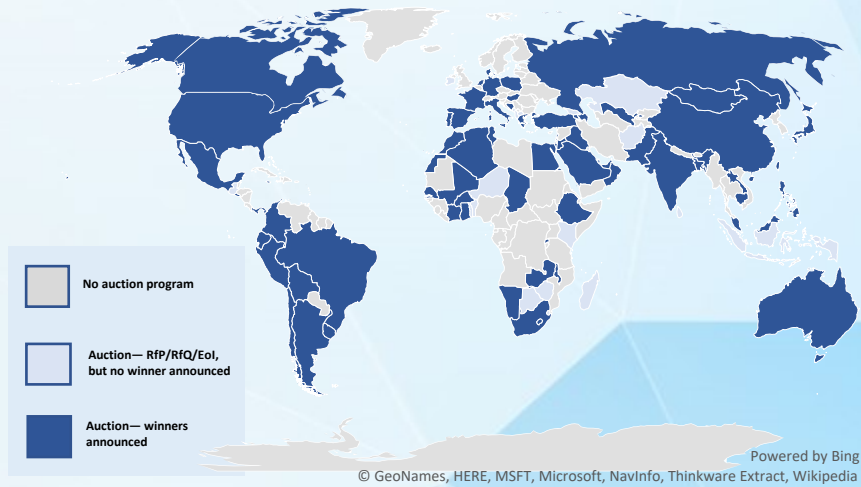 No auction program
Auction— RfP/RfQ/EoI,
but no winner announced
Auction— winners
announced
Powered by Bing
© GeoNames, HERE, MSFT, Microsoft, NavInfo, Thinkware Extract, Wikipedia